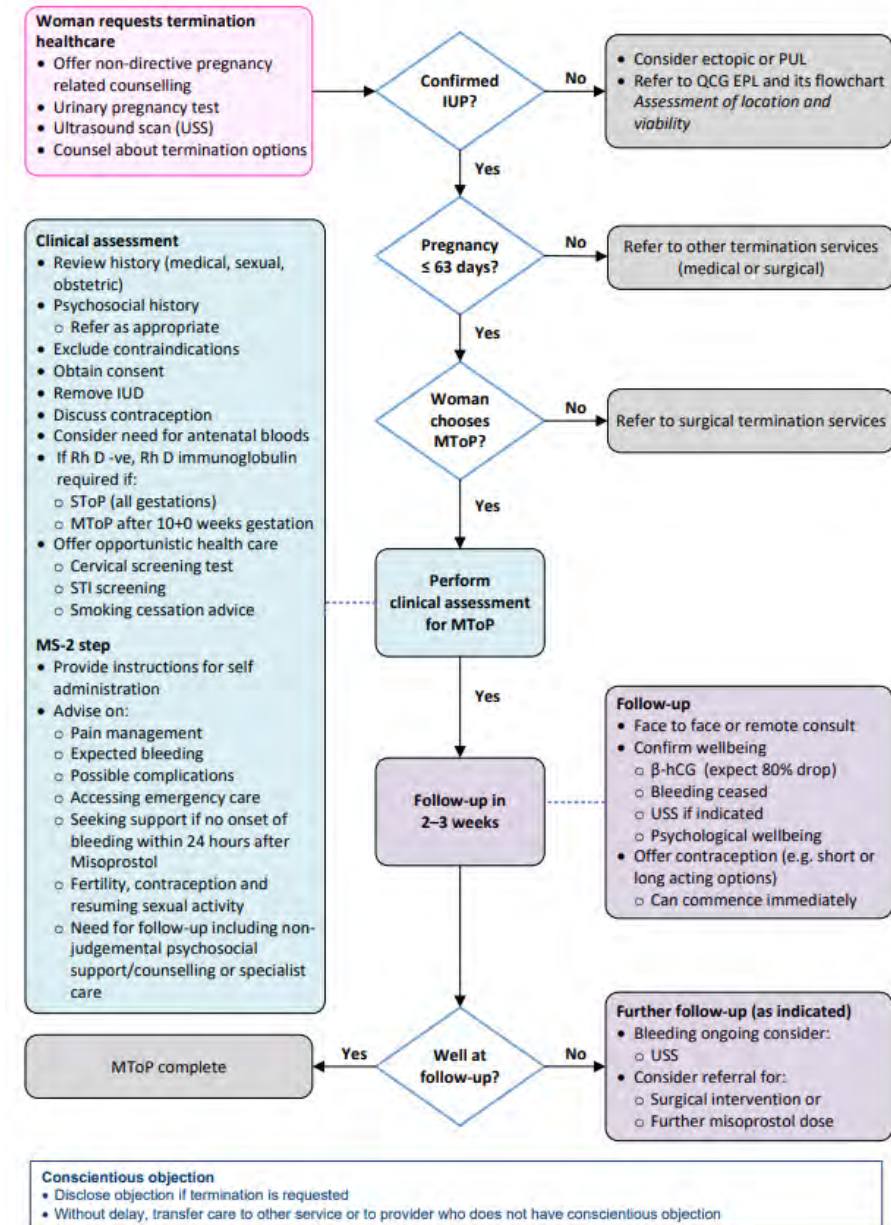 Woman requests termination
healthcare
• Offer non-directive pregnancy
related counselling
• Urinary pregnancy test
• Ultrasound scan (USS)
• Counsel about termination options
Confirmed
IUP?
No
• Consider ectopic or PUL
• Refer to QCG EPL and its flowchart
Assessment of location and
viability
Yes
Pregnancy
≤ 63 days?
No
Refer to other termination services
(medical or surgical)
Yes
Woman
chooses
MToP?
No
Refer to surgical termination services
Yes
Perform
clinical assessment
for MToP
Clinical assessment
• Review history (medical, sexual,
obstetric)
• Psychosocial history
o Refer as appropriate
• Exclude contraindications
• Obtain consent
• Remove IUD
• Discuss contraception
• Consider need for antenatal bloods
• If Rh D -ve, Rh D immunoglobulin
required if:
o SToP (all gestations)
o MToP after 10+0 weeks gestation
• Offer opportunistic health care
o Cervical screening test
o STI screening
o Smoking cessation advice
MS-2 step
• Provide instructions for self
administration
• Advise on:
o Pain management
o Expected bleeding
o Possible complications
o Accessing emergency care
o Seeking support if no onset of
bleeding within 24 hours after
Misoprostol
o Fertility, contraception and
resuming sexual activity
o Need for follow-up including non-
judgemental psychosocial
support/counselling or specialist
care
Yes
Follow-up in
2–3 weeks
Follow-up
• Face to face or remote consult
• Confirm wellbeing
o β-hCG (expect 80% drop)
o Bleeding ceased
o USS if indicated
o Psychological wellbeing
• Offer contraception (e.g. short or
long acting options)
o Can commence immediately
Well at
follow-up?
Yes
MToP complete
No
Further follow-up (as indicated)
• Bleeding ongoing consider:
o USS
• Consider referral for:
o Surgical intervention or
o Further misoprostol dose
Conscientious objection
• Disclose objection if termination is requested
• Without delay, transfer care to other service or to provider who does not have conscientious objection